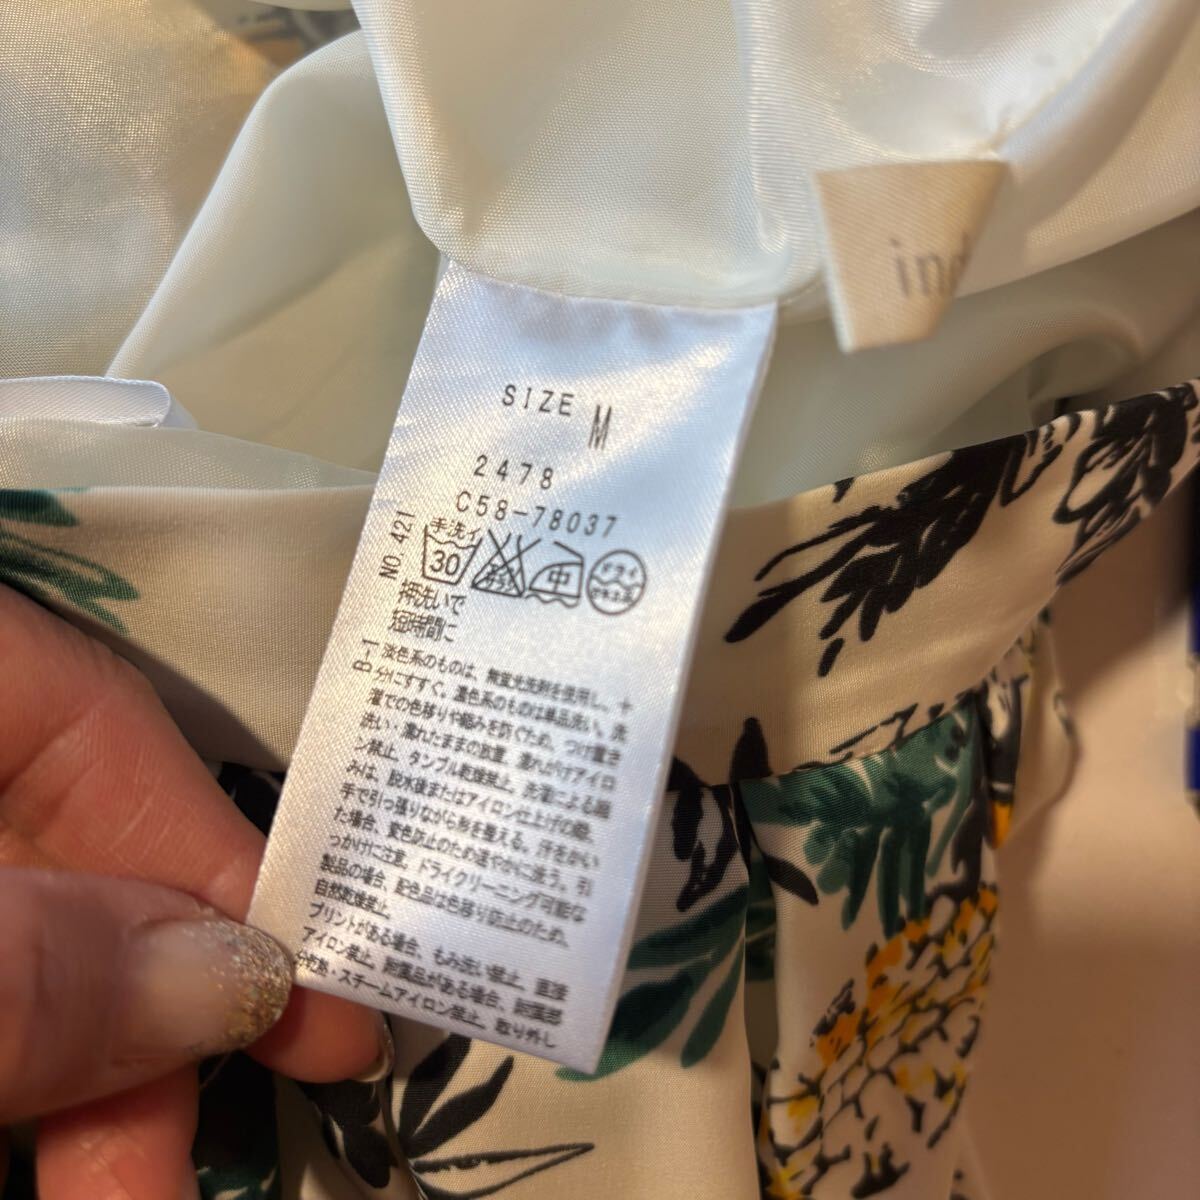 ind
SIZE M
2478
C58-78037
NO.421
手洗イ
30
中
ドライ
押洗いで
短時間に
B-1
淡色系のものは、無蛍光洗剤を使用し、十
分にすすぐ。濃色系のものは単品洗い。洗
濯での色移りや縮みを防ぐため、つけ置き
洗い・濡れたままの放置、濡れがけアイロ
ン禁止。タンブル乾燥禁止。洗濯による縮
みは、脱水後またはアイロン仕上げの際、
手で引っ張りながら形を整える。汗をかい
た場合、変色防止のため速やかに洗う。引
っかけに注意。ドライクリーニング可能な
製品の場合、配色品は色移り防止のため、
自然乾燥禁止。
プリントがある場合、もみ洗い禁止。直接
アイロン禁止。附属品がある場合、附属部
分乾熱・スチームアイロン禁止。取り外し